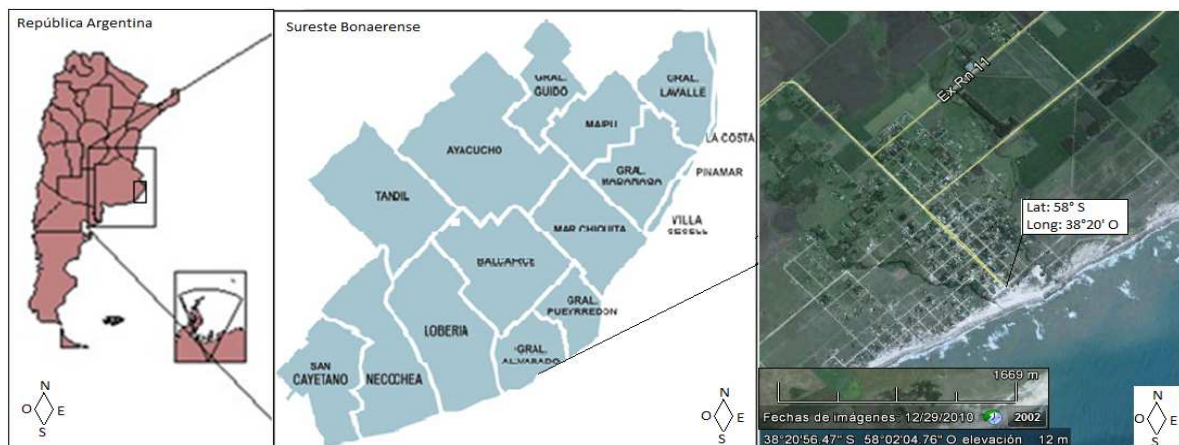 República Argentina
N
O E
S
Sureste Bonaerense
GRAL.
GUIDO
GRAL.
LAVALLE
MAIPU
LA COSTA
AYACUCHO
GRAL.
MADARIAGA
PINAMAR
TANDIL
VILLA
GESELL
MAR CHIQUITA
BALCARCE
GRAL.
PUEYRREDON
LOBERIA
GRAL.
ALVARADO
SAN
CAYETANO
NECOCHEA
N
O E
S
Ex Rn 11
Lat: 58° S
Long: 38°20' O
1669 m
Fechas de imágenes: 12/29/2010 2002
38°20'56.47" S 58°02'04.76" O elevación 12 m
N
O E
S